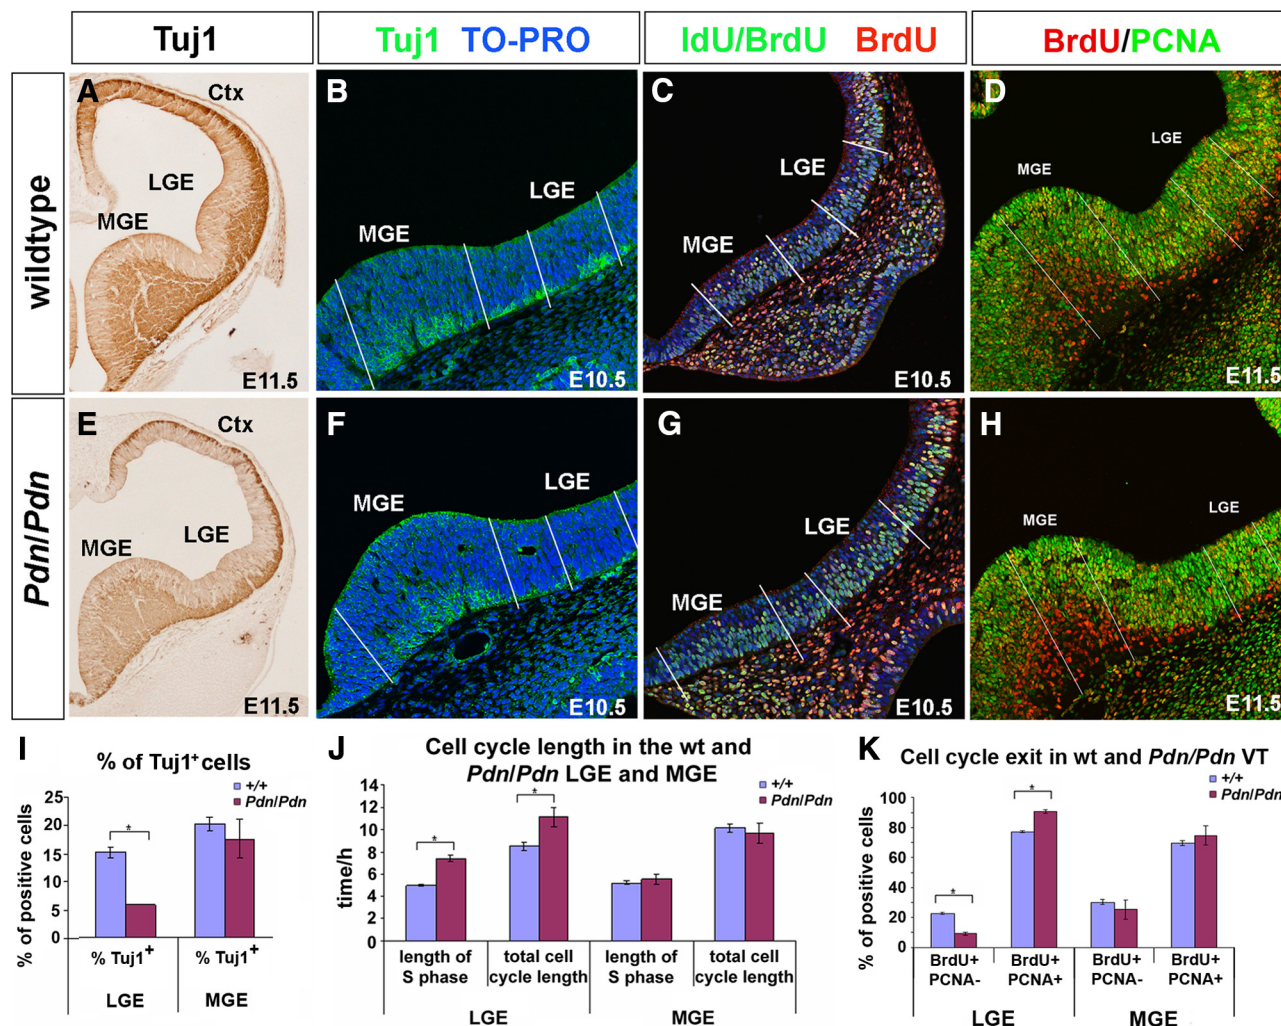 Tuj1
Tuj1 TO-PRO
IdU/BrdU BrdU
BrdU/PCNA
wildtype
A
Ctx
LGE
MGE
E11.5
B
LGE
MGE
E10.5
C
LGE
MGE
E10.5
D
LGE
MGE
E11.5
Pdn/Pdn
E
Ctx
LGE
MGE
E11.5
F
LGE
MGE
E10.5
G
LGE
MGE
E10.5
H
LGE
MGE
E11.5
I
% of Tuj1+ cells
+/+
Pdn/Pdn
% of positive cells
25
20
15
10
5
0
*
% Tuj1+
% Tuj1+
LGE
MGE
J
Cell cycle length in the wt and
Pdn/Pdn LGE and MGE
+/+
Pdn/Pdn
time/h
14
12
10
8
6
4
2
0
*
*
length of
S phase
total cell
cycle length
length of
S phase
total cell
cycle length
LGE
MGE
K
Cell cycle exit in wt and Pdn/Pdn VT
+/+
Pdn/Pdn
% of positive cells
100
90
80
70
60
40
30
20
10
0
*
*
BrdU+
PCNA-
BrdU+
PCNA+
BrdU+
PCNA-
BrdU+
PCNA+
LGE
MGE